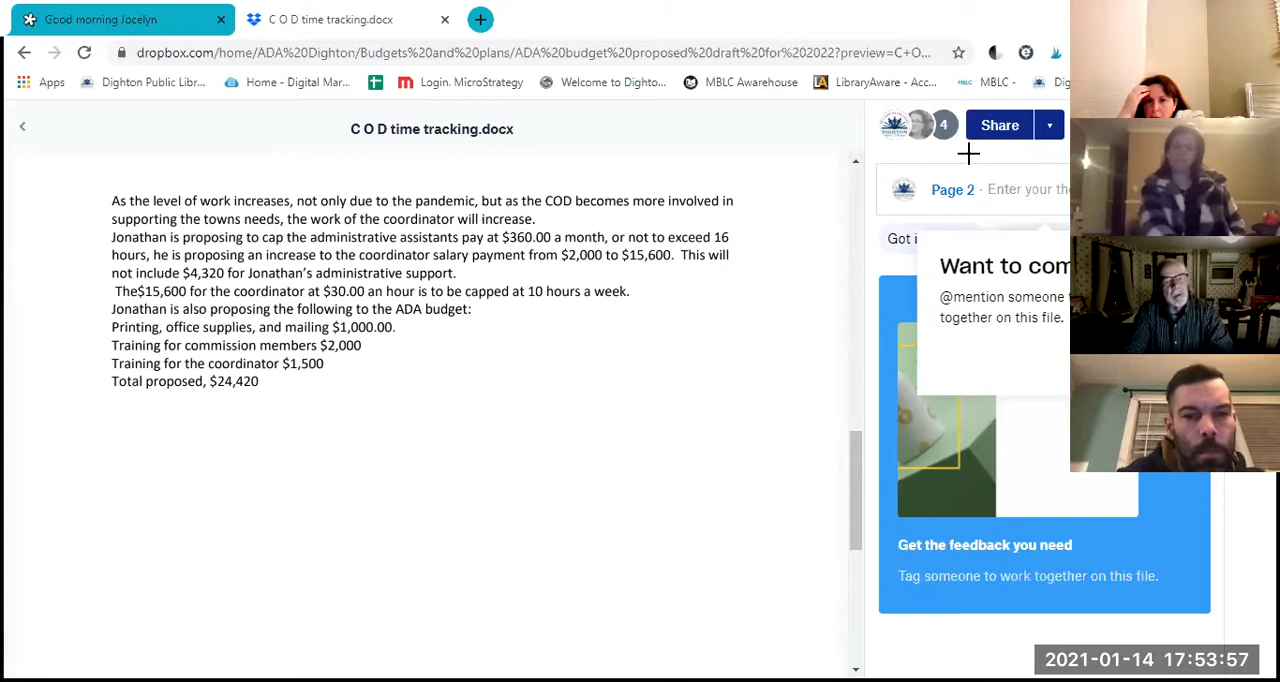 Good morning Jocelyn
C O D time tracking.docx
dropbox.com/home/ADA%20Dighton/Budgets%20and%20plans/ADA%20budget%20proposed%20draft%20for%202022?preview=C+O...
Apps
Dighton Public Libr...
Home - Digital Mar...
Login. MicroStrategy
Welcome to Dighto...
MBLC Awarehouse
LibraryAware - Acc...
MBLC -
C O D time tracking.docx
4
Share
As the level of work increases, not only due to the pandemic, but as the COD becomes more involved in
supporting the towns needs, the work of the coordinator will increase.
Jonathan is proposing to cap the administrative assistants pay at $360.00 a month, or not to exceed 16
hours, he is proposing an increase to the coordinator salary payment from $2,000 to $15,600. This will
not include $4,320 for Jonathan's administrative support.
The$15,600 for the coordinator at $30.00 an hour is to be capped at 10 hours a week.
Jonathan is also proposing the following to the ADA budget:
Printing, office supplies, and mailing $1,000.00.
Training for commission members $2,000
Training for the coordinator $1,500
Total proposed, $24,420
Page 2 · Enter your the
Got i
Want to com
@mention someone
together on this file.
Get the feedback you need
Tag someone to work together on this file.
2021-01-14 17:53:57